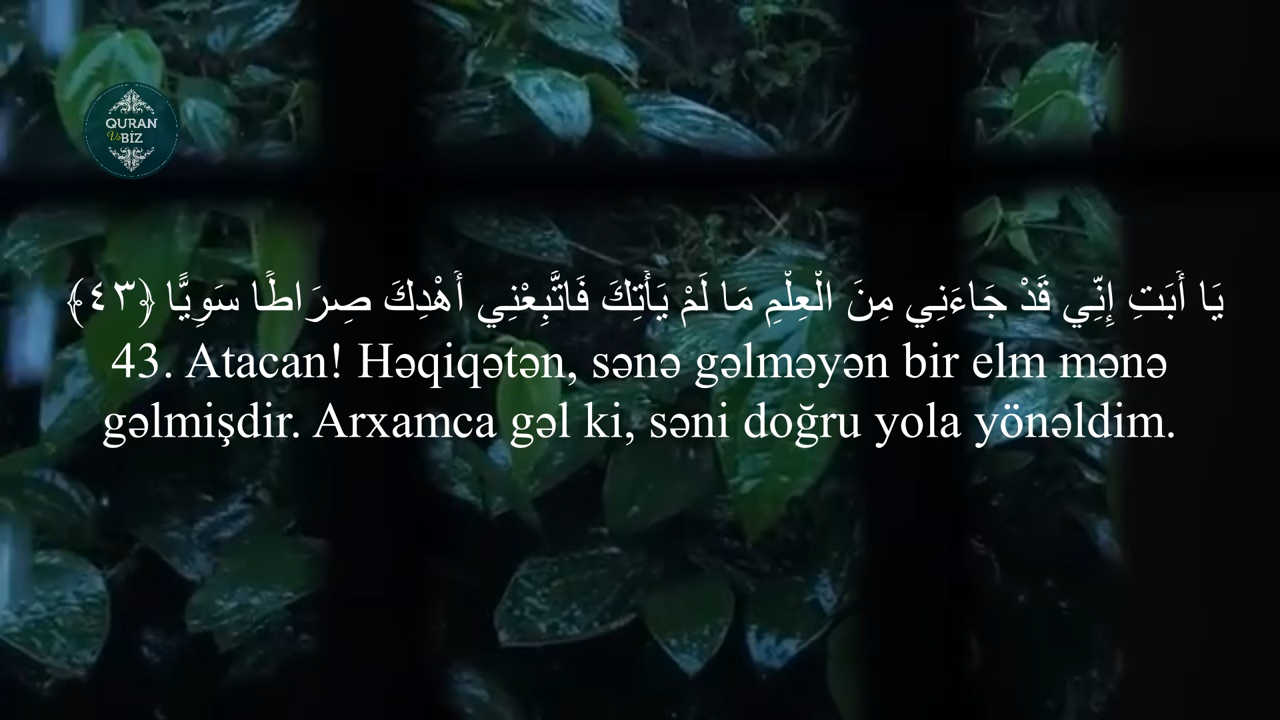 QURAN
Və BİZ
يَا أَبَتِ إِنِّي قَدْ جَاءَنِي مِنَ الْعِلْمِ مَا لَمْ يَأْتِكَ فَاتَّبِعْنِي أَهْدِكَ صِرَاطًا سَوِيًّا ﴿٤٣﴾
43. Atacan! Həqiqətən, sənə gəlməyən bir elm mənə
gəlmişdir. Arxamca gəl ki, səni doğru yola yönəldim.